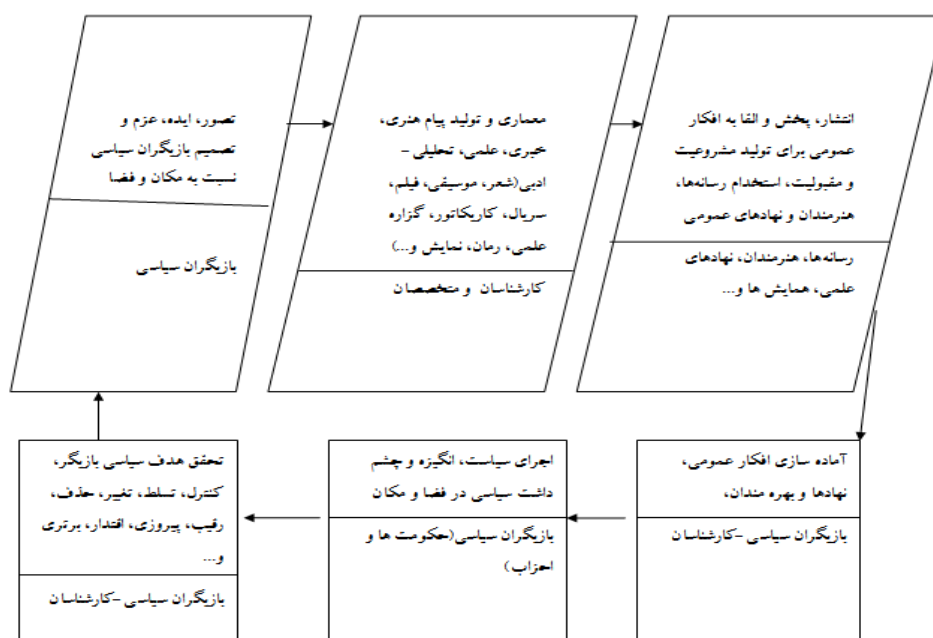 تصور، ایده، عزم و
تصمیم بازیگران سیاسی
نسبت به مکان و فضا
بازیگران سیاسی
معماری و تولید پیام هنری،
خبری، علمی، تحلیلی -
ادبی(شعر، موسیقی، فیلم،
سریال، کاریکاتور، گزاره
علمی، رمان، نمایش و...)
کارشناسان و متخصصان
انتشار، پخش و القا به افکار
عمومی برای تولید مشروعیت
و مقبولیت، استخدام رسانه‌ها،
هنرمندان و نهادهای عمومی
رسانه‌ها، هنرمندان، نهادهای
علمی، همایش ها و...
آماده سازی افکار عمومی،
نهادها و بهره مندان،
بازیگران سیاسی -کارشناسان
اجرای سیاست، انگیزه و چشم
داشت سیاسی در فضا و مکان
بازیگران سیاسی(حکومت ها و
احزاب)
تحقق هدف سیاسی بازیگر،
کنترل، تسلط، تغییر، حذف،
رقیب، پیروزی، اقتدار، برتری
و...
بازیگران سیاسی -کارشناسان